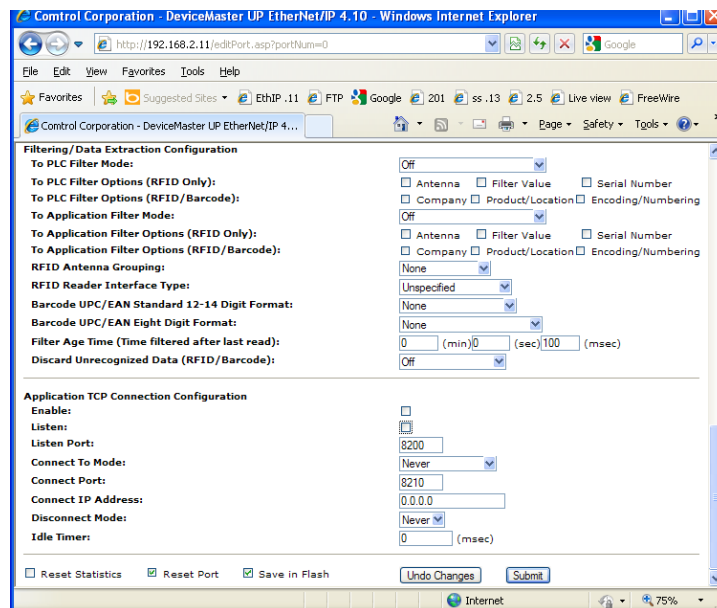 Comtrol Corporation - DeviceMaster UP EtherNet/IP 4.10 - Windows Internet Explorer
http://192.168.2.11/editPort.asp?portNum=0
Google
File Edit View Favorites Tools Help
Favorites Suggested Sites EthIP .11 FTP Google 201 ss .13 2.5 Live view FreeWire
Comtrol Corporation - DeviceMaster UP EtherNet/IP 4... Page Safety Tools
Filtering/Data Extraction Configuration
To PLC Filter Mode: Off
To PLC Filter Options (RFID Only): Antenna Filter Value Serial Number
To PLC Filter Options (RFID/Barcode): Company Product/Location Encoding/Numbering
To Application Filter Mode: Off
To Application Filter Options (RFID Only): Antenna Filter Value Serial Number
To Application Filter Options (RFID/Barcode): Company Product/Location Encoding/Numbering
RFID Antenna Grouping: None
RFID Reader Interface Type: Unspecified
Barcode UPC/EAN Standard 12-14 Digit Format: None
Barcode UPC/EAN Eight Digit Format: None
Filter Age Time (Time filtered after last read): 0 (min) 0 (sec) 100 (msec)
Discard Unrecognized Data (RFID/Barcode): Off
Application TCP Connection Configuration
Enable:
Listen:
Listen Port: 8200
Connect To Mode: Never
Connect Port: 8210
Connect IP Address: 0.0.0.0
Disconnect Mode: Never
Idle Timer: 0 (msec)
Reset Statistics Reset Port Save in Flash Undo Changes Submit
Internet 75%